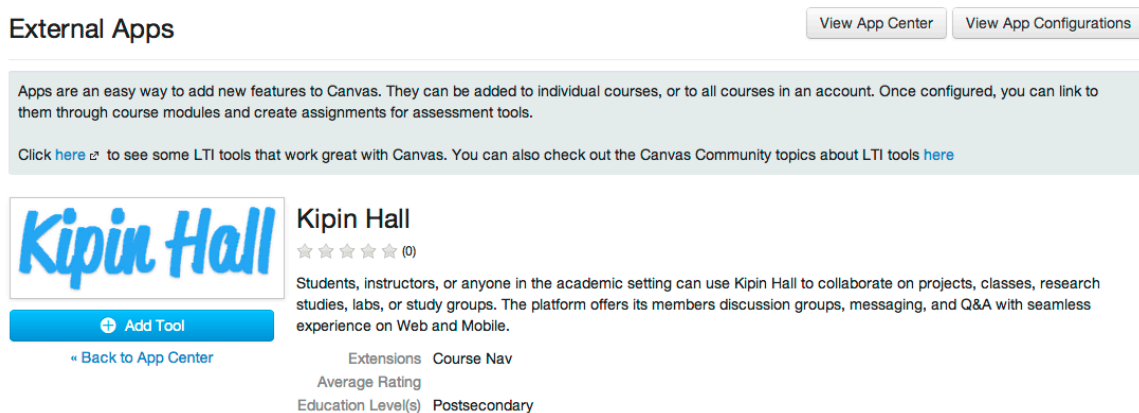 External Apps
View App Center
View App Configurations
Apps are an easy way to add new features to Canvas. They can be added to individual courses, or to all courses in an account. Once configured, you can link to
them through course modules and create assignments for assessment tools.
Click here to see some LTI tools that work great with Canvas. You can also check out the Canvas Community topics about LTI tools here
Kipin Hall
Kipin Hall
(0)
Students, instructors, or anyone in the academic setting can use Kipin Hall to collaborate on projects, classes, research
studies, labs, or study groups. The platform offers its members discussion groups, messaging, and Q&A with seamless
experience on Web and Mobile.
Add Tool
« Back to App Center
Extensions Course Nav
Average Rating
Education Level(s) Postsecondary